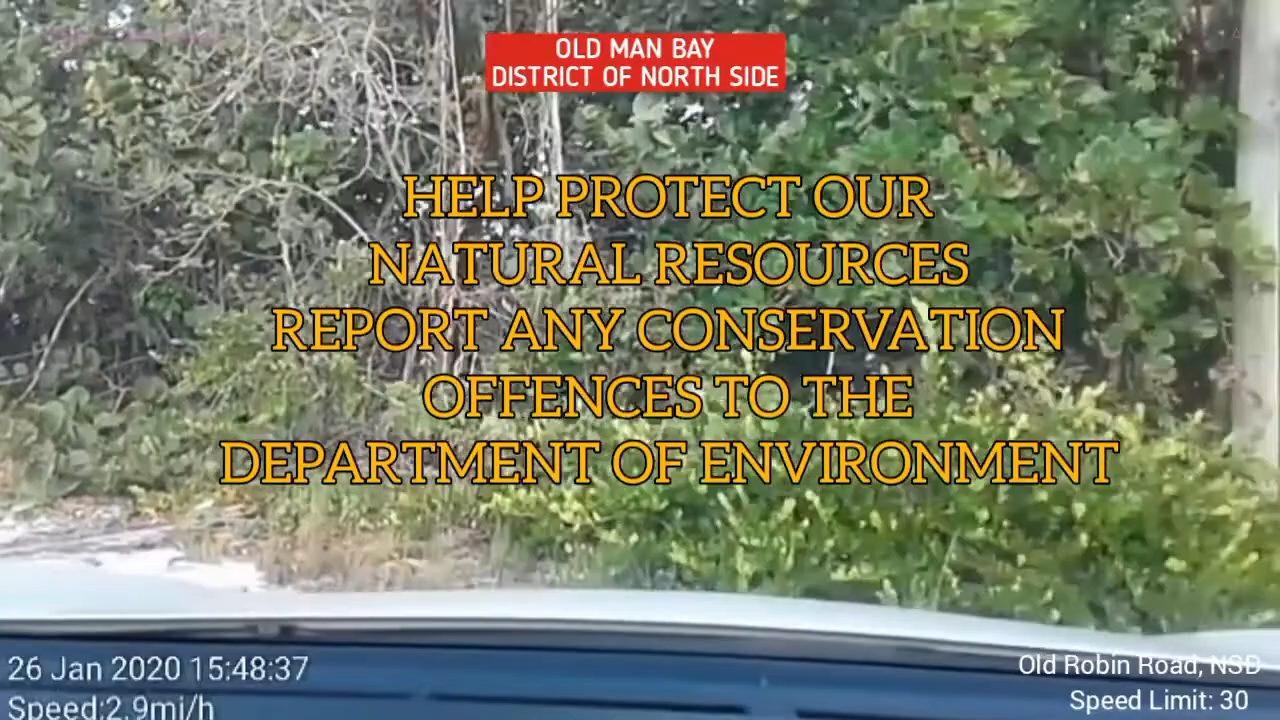 OLD MAN BAY
DISTRICT OF NORTH SIDE
HELP PROTECT OUR
NATURAL RESOURCES
REPORT ANY CONSERVATION
OFFENCES TO THE
DEPARTMENT OF ENVIRONMENT
26 Jan 2020 15:48:37
Old Robin Road, NSD
Speed:2.9mi/h
Speed Limit: 30